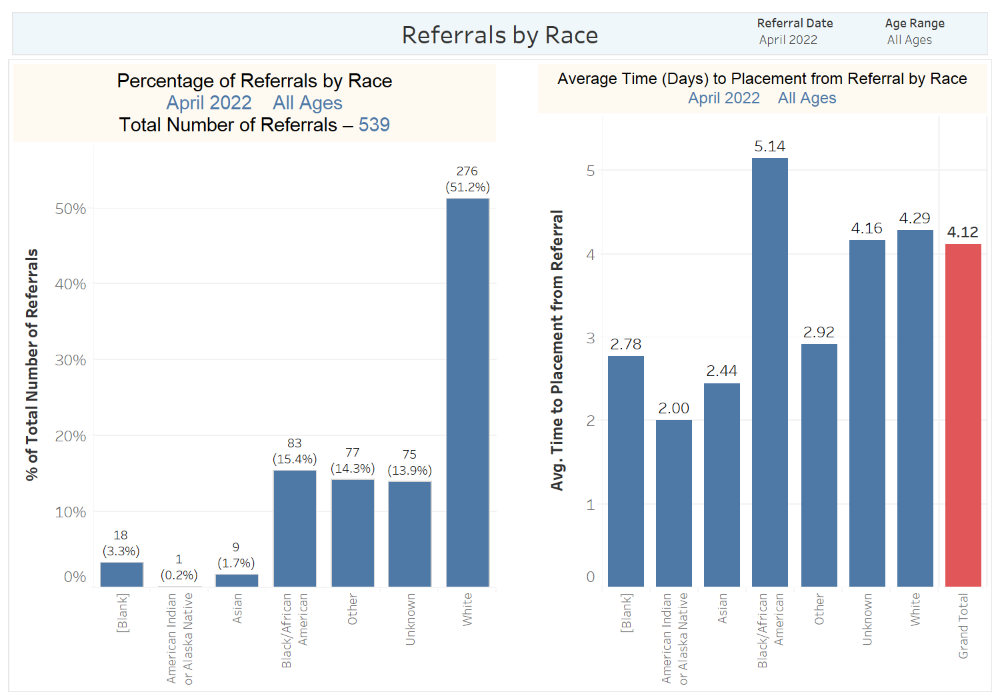 Referrals by Race
Referral Date
April 2022
Age Range
All Ages
Percentage of Referrals by Race
April 2022 All Ages
Total Number of Referrals – 539
% of Total Number of Referrals
50%
40%
30%
20%
10%
0%
18
(3.3%)
1
(0.2%)
9
(1.7%)
83
(15.4%)
77
(14.3%)
75
(13.9%)
276
(51.2%)
[Blank]
American Indian
or Alaska Native
Asian
Black/African
American
Other
Unknown
White
Average Time (Days) to Placement from Referral by Race
April 2022 All Ages
Avg. Time to Placement from Referral
5
4
3
2
1
0
2.78
2.00
2.44
5.14
2.92
4.16
4.29
4.12
[Blank]
American Indian
or Alaska Native
Asian
Black/African
American
Other
Unknown
White
Grand Total